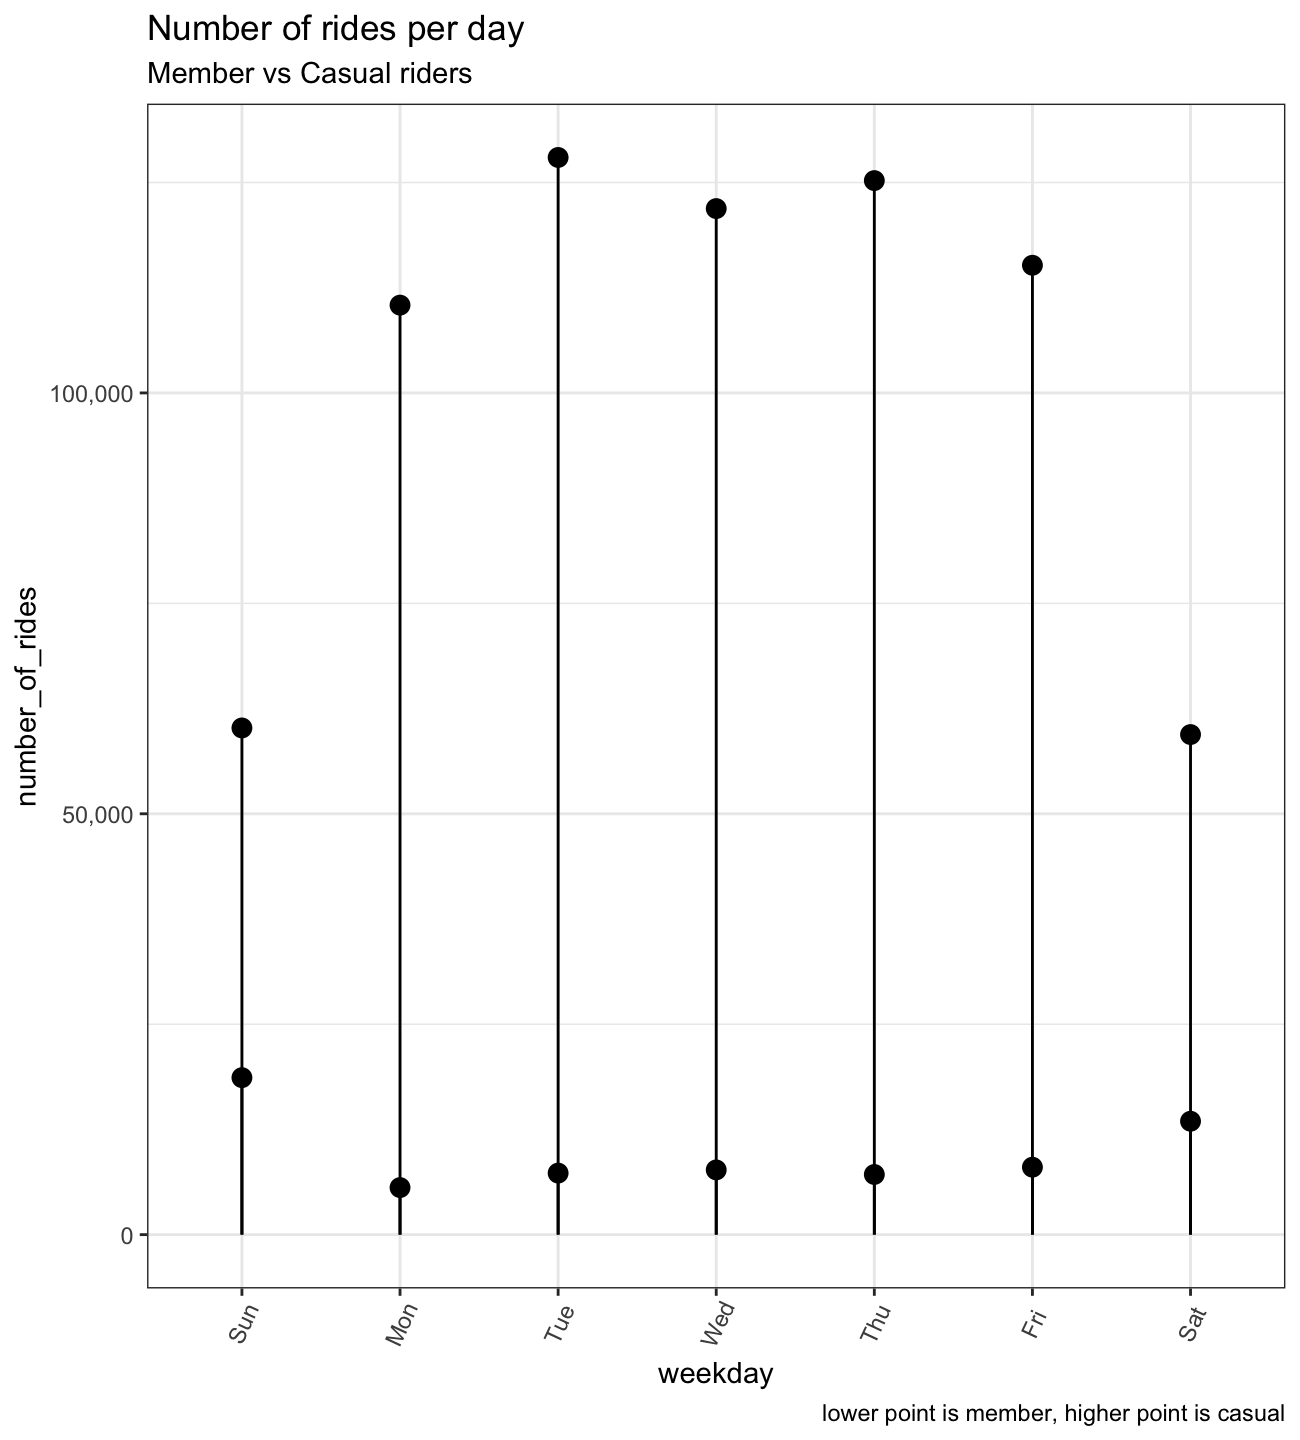 Number of rides per day
Member vs Casual riders
number_of_rides
100,000
50,000
0
Sun
Mon
Tue
Wed
Thu
Fri
Sat
weekday
lower point is member, higher point is casual